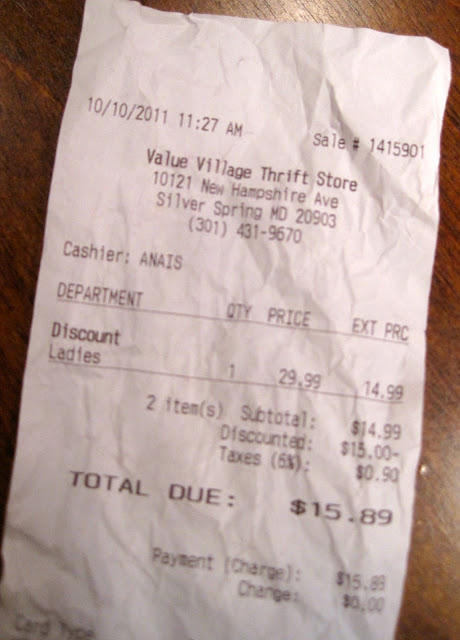 10/10/2011 11:27 AM
Sale # 1415901
Value Village Thrift Store
10121 New Hampshire Ave
Silver Spring MD 20903
(301) 431-9670
Cashier: ANAIS
DEPARTMENT QTY PRICE EXT PRC
Discount
Ladies 1 29.99 14.99
2 item(s) Subtotal: $14.99
Discounted: $15.00-
Taxes (6%): $0.90
TOTAL DUE: $15.89
Payment (Charge): $15.89
Change: $0.00
Card Type